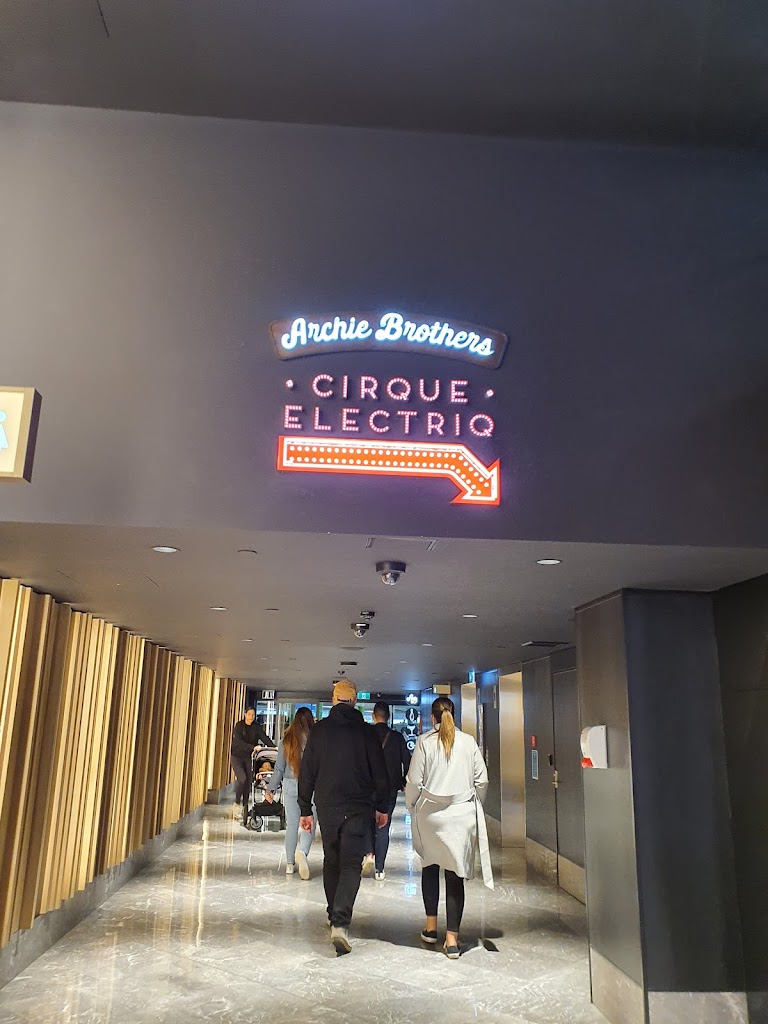 Archie Brothers
• CIRQUE •
ELECTRIQ